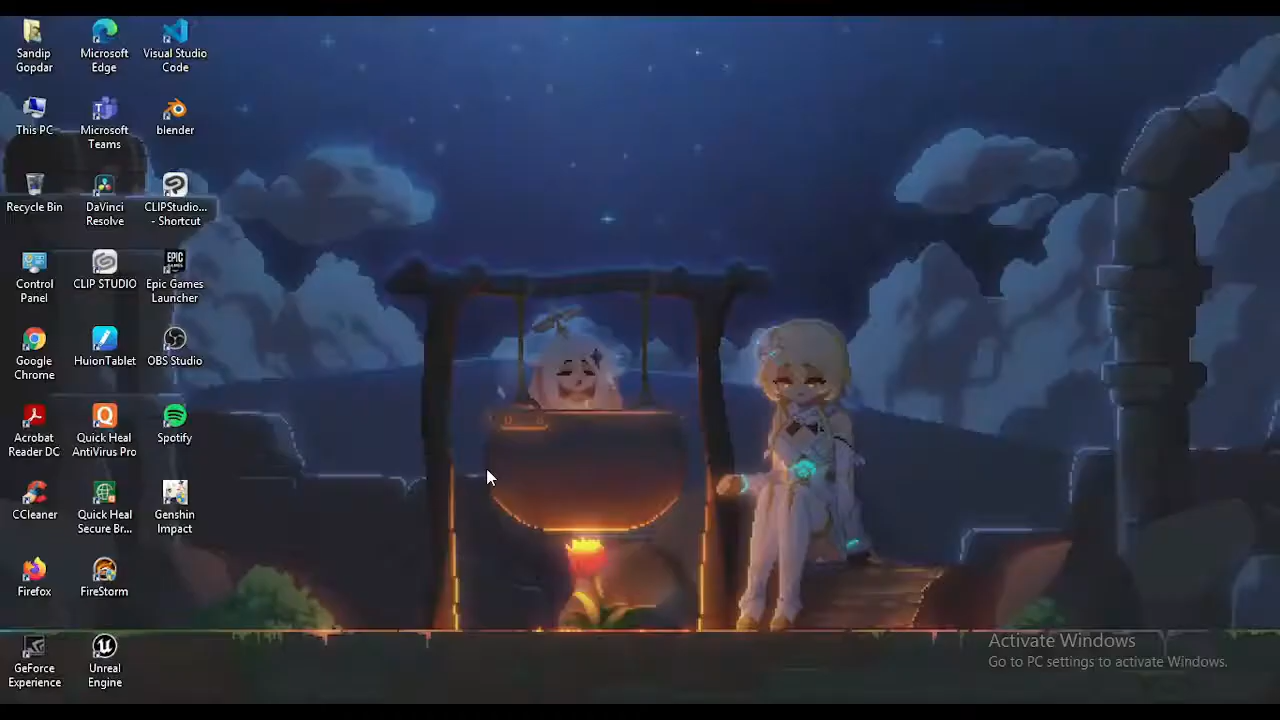 Sandip
Gopdar
Microsoft
Edge
Visual Studio
Code
This PC
Microsoft
Teams
blender
Recycle Bin
DaVinci
Resolve
CLIPStudio...
- Shortcut
Control
Panel
CLIP STUDIO
EPIC
GAMES
Epic Games
Launcher
Google
Chrome
HuionTablet
OBS Studio
Acrobat
Reader DC
Quick Heal
AntiVirus Pro
Spotify
CCleaner
Quick Heal
Secure Br...
Genshin
Impact
Firefox
FireStorm
GeForce
Experience
Unreal
Engine
Activate Windows
Go to PC settings to activate Windows.